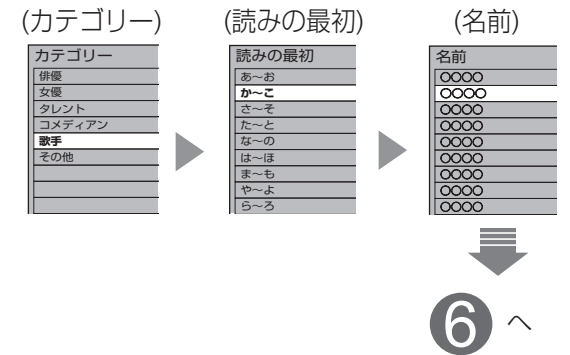 (カテゴリー)
カテゴリー
俳優
女優
タレント
コメディアン
歌手
その他
(読みの最初)
読みの最初
あ~お
か~こ
さ~そ
た~と
な~の
は~ほ
ま~も
や~よ
ら~ろ
(名前)
名前
○○○○
○○○○
○○○○
○○○○
○○○○
○○○○
○○○○
○○○○
○○○○
6 へ